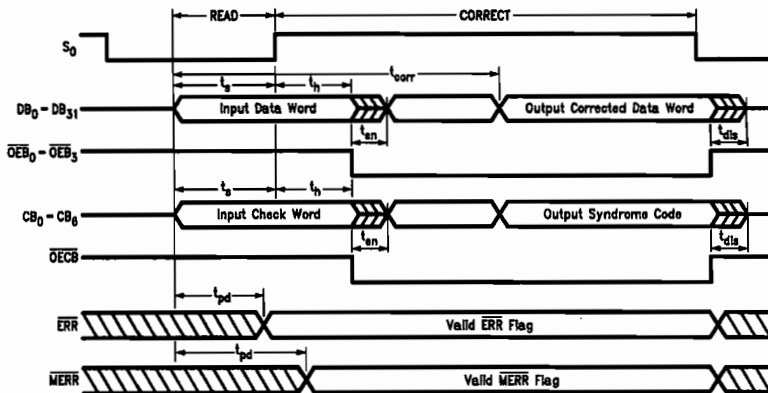 READ CORRECT
S0
tcorr
ts th
DB0 – DB31 Input Data Word Output Corrected Data Word
ten tdis
OEB0 – OEB3
ts th
CB0 – CB6 Input Check Word Output Syndrome Code
ten tdis
OECB
tpd
ERR Valid ERR Flag
tpd
MERR Valid MERR Flag